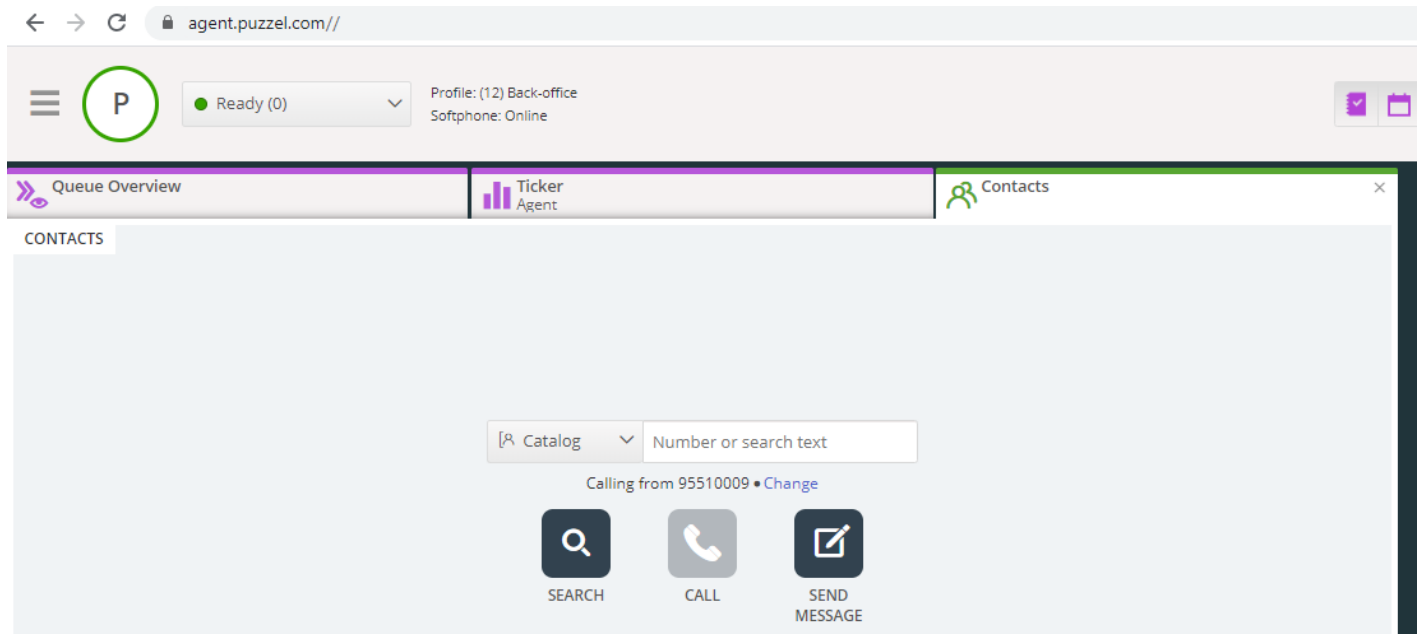 agent.puzzel.com//
P
Ready (0)
Profile: (12) Back-office
Softphone: Online
Queue Overview
Ticker
Agent
Contacts
CONTACTS
Catalog
Number or search text
Calling from 95510009 • Change
SEARCH
CALL
SEND
MESSAGE